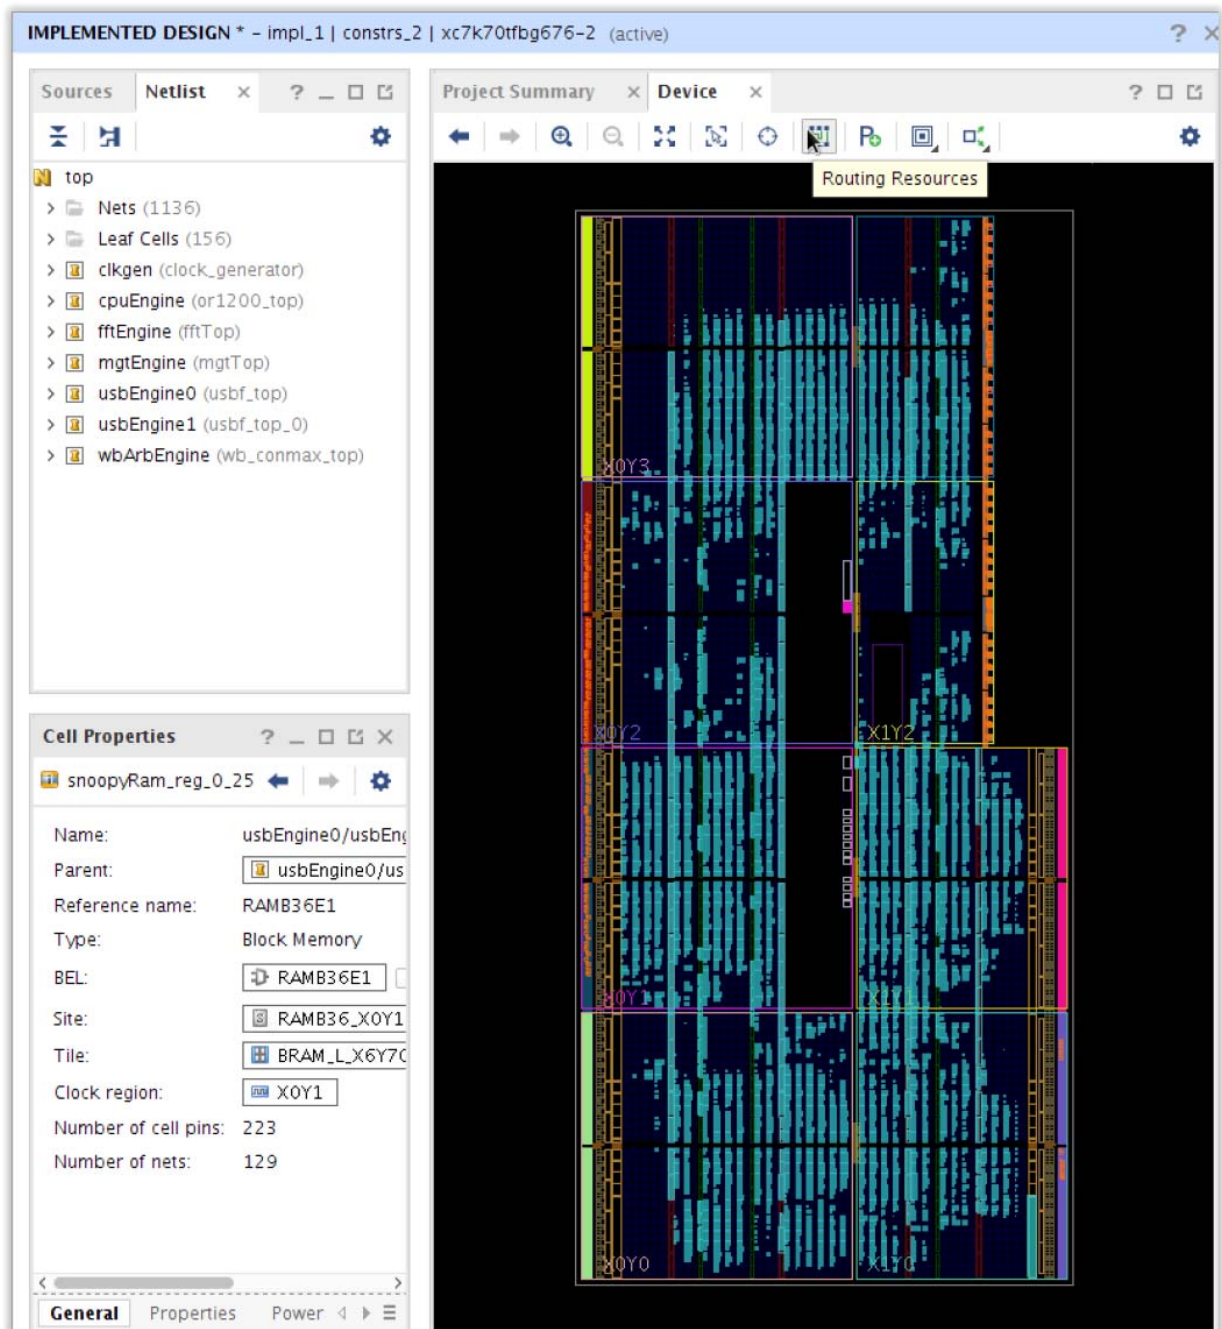 IMPLEMENTED DESIGN * - impl_1 | constrs_2 | xc7k70tfbg676-2 (active)
Sources Netlist
top
Nets (1136)
Leaf Cells (156)
clkgen (clock_generator)
cpuEngine (or1200_top)
fftEngine (fftTop)
mgtEngine (mgtTop)
usbEngine0 (usbf_top)
usbEngine1 (usbf_top_0)
wbArbEngine (wb_conmax_top)
Cell Properties
snoopyRam_reg_0_25
Name: usbEngine0/usbEng
Parent: usbEngine0/us
Reference name: RAMB36E1
Type: Block Memory
BEL: RAMB36E1
Site: RAMB36_X0Y1
Tile: BRAM_L_X6Y70
Clock region: X0Y1
Number of cell pins: 223
Number of nets: 129
General Properties Power
Project Summary Device
Routing Resources
X0Y3
X0Y2 X1Y2
X0Y1 X1Y1
X0Y0 X1Y0